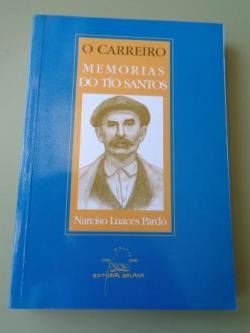 O CARREIRO
MEMORIAS
DO TÍO SANTOS
Narciso Luaces Pardo
EDITORIAL GALAXIA